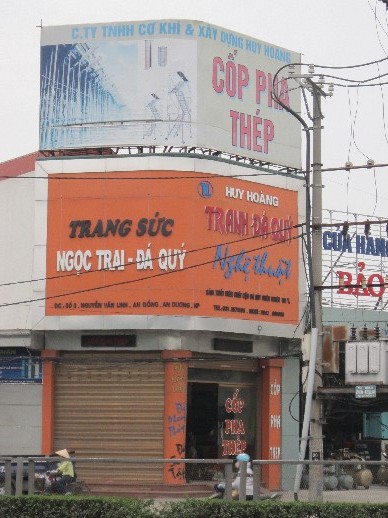 C.TY TNHH CƠ KHÍ & XÂY DỰNG HUY HOÀNG
CỐP PHA
THÉP
HUY HOÀNG
TRANH ĐÁ QUÝ
Nghệ thuật
TRANG SỨC
NGỌC TRAI - ĐÁ QUÝ
ĐC. SỐ 5 . NGUYỄN VĂN LINH . AN ĐỒNG . AN DƯƠNG . HP
CỬA HÀNG
BẢO
CỐP
PHA
THÉP
CỐP
PHA
THÉP